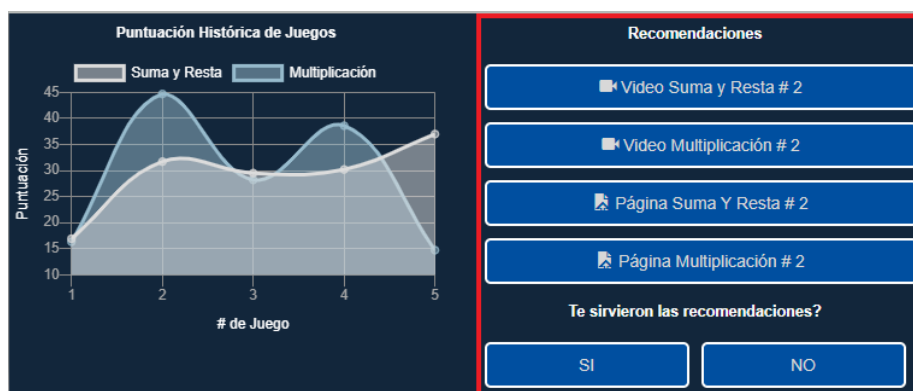 Puntuación Histórica de Juegos
Suma y Resta
Multiplicación
45
40
35
30
25
20
15
10
Puntuación
1
2
3
4
5
# de Juego
Recomendaciones
Video Suma y Resta # 2
Video Multiplicación # 2
Página Suma Y Resta # 2
Página Multiplicación # 2
Te sirvieron las recomendaciones?
SI
NO